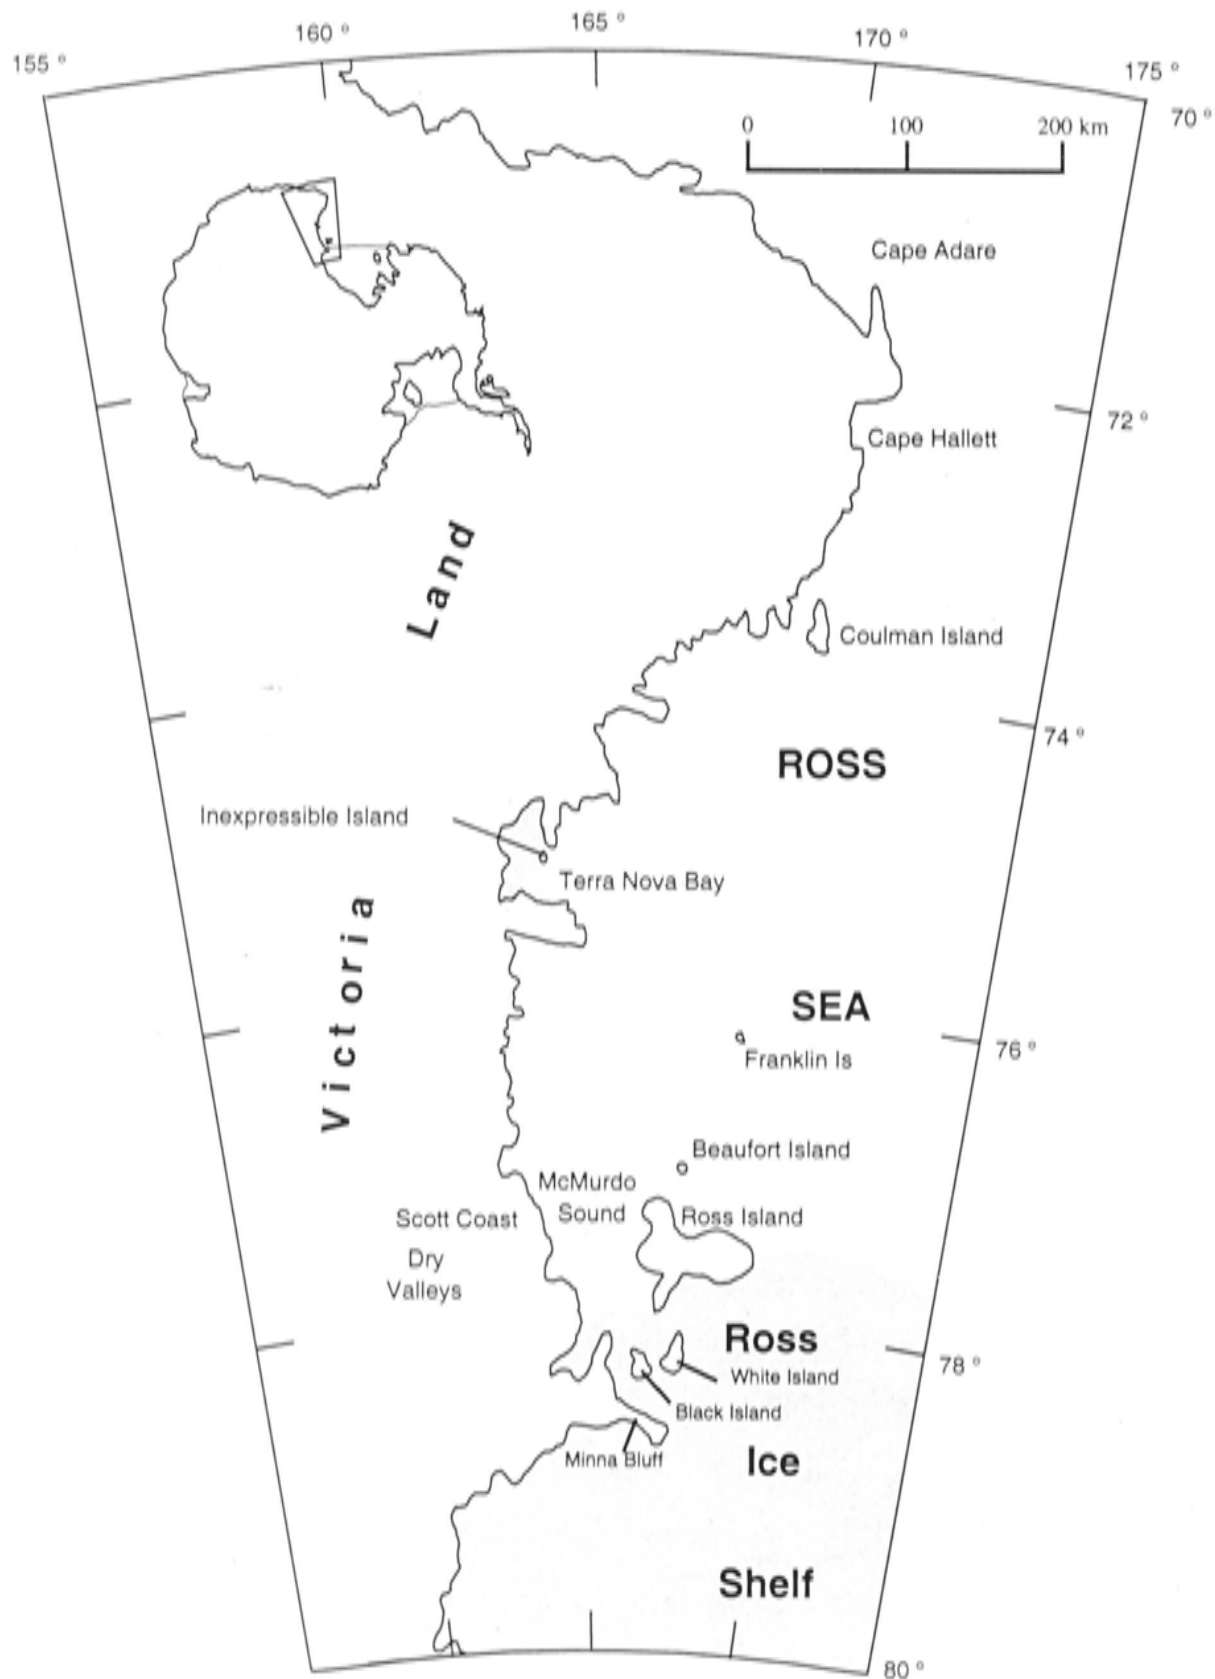 155 °
160 °
165 °
170 °
175 °
70 °
0 100 200 km
Cape Adare
72 °
Cape Hallett
Land
Coulman Island
74 °
ROSS
Inexpressible Island
Terra Nova Bay
Victoria
SEA
76 °
Franklin Is
Beaufort Island
McMurdo
Sound
Ross Island
Scott Coast
Dry
Valleys
Ross
78 °
White Island
Black Island
Minna Bluff
Ice
Shelf
80 °